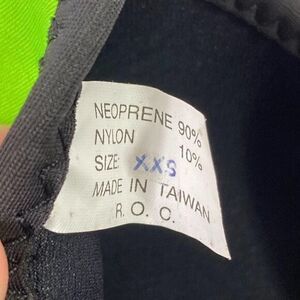 NEOPRENE 90%
NYLON 10%
SIZE: XXS
MADE IN TAIWAN
R. O. C.